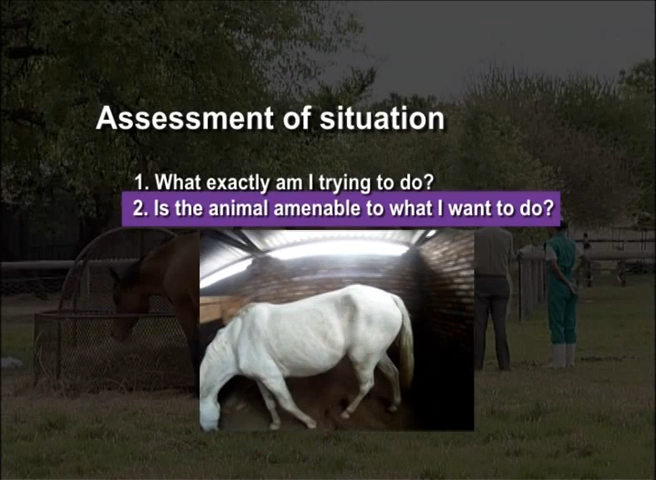 Assessment of situation
1. What exactly am I trying to do?
2. Is the animal amenable to what I want to do?